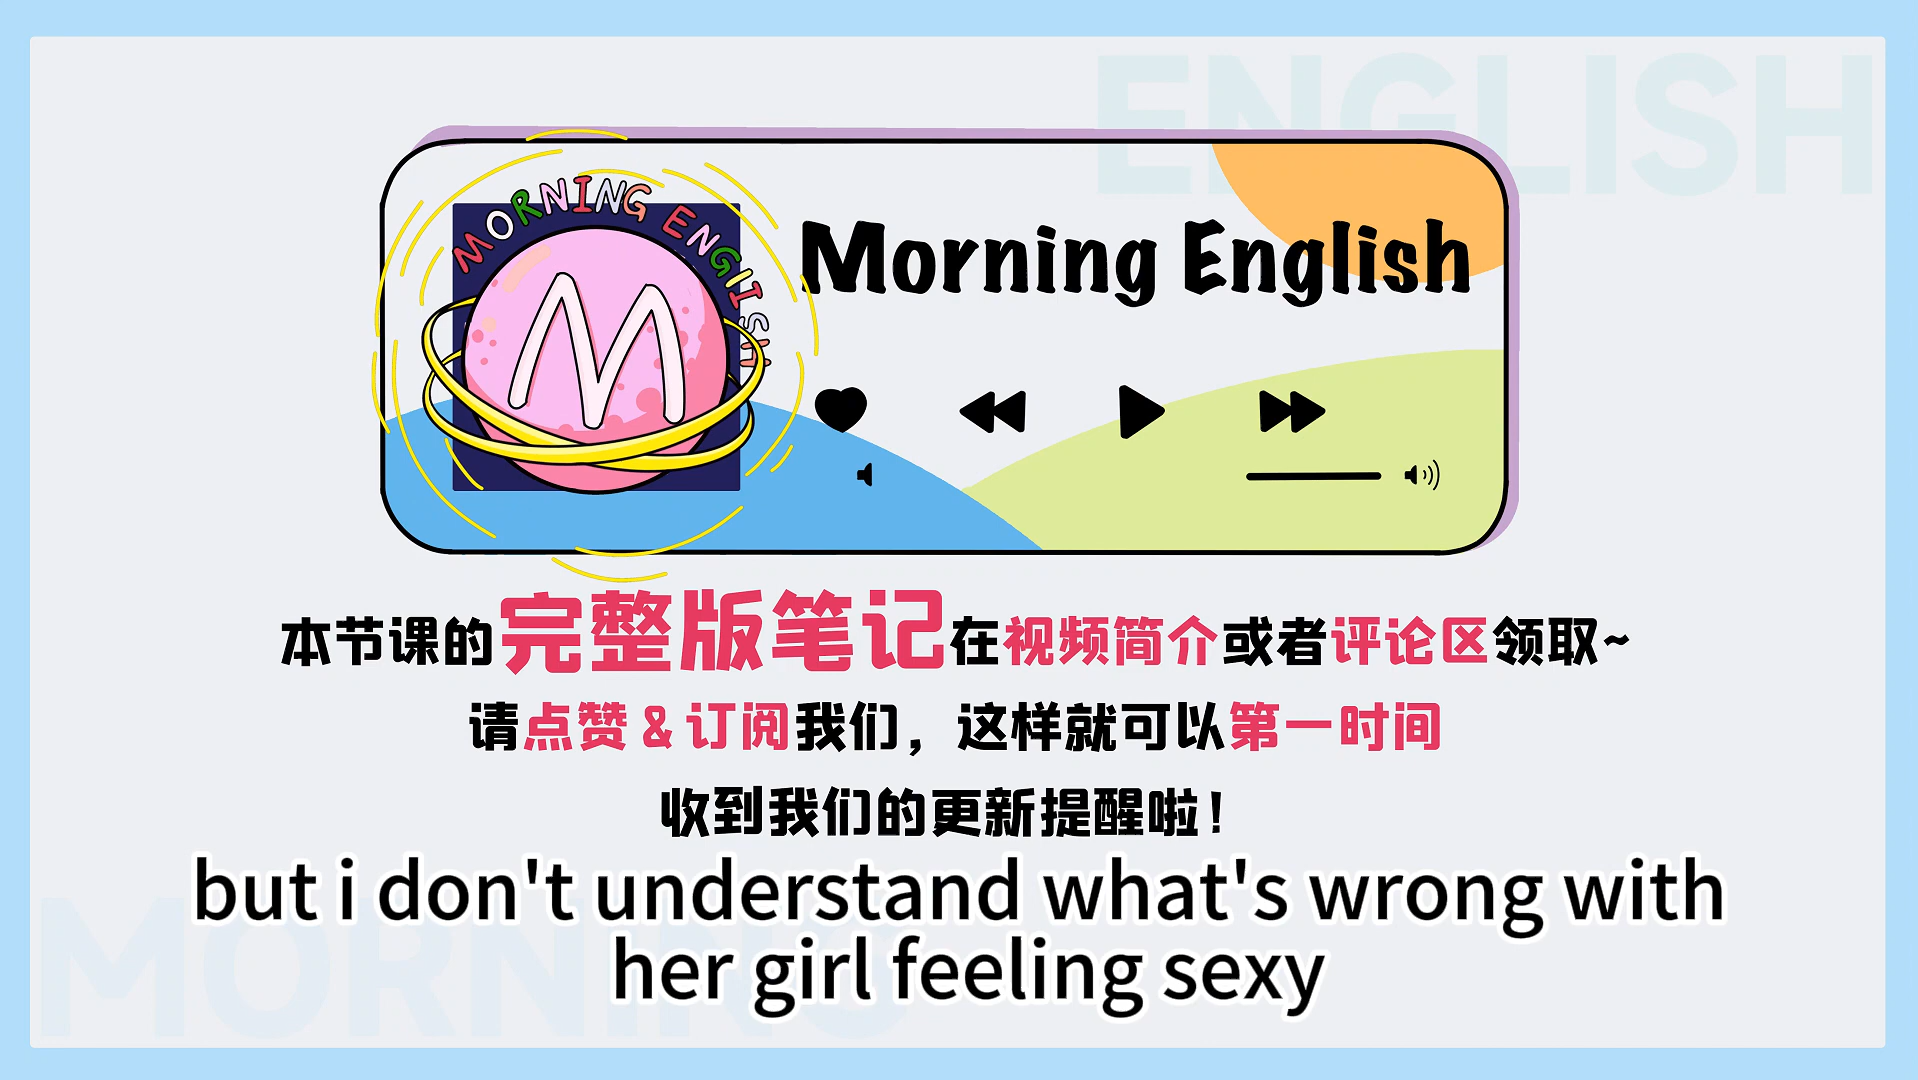 ENGLISH
MORNING ENGLISH
M
Morning English
本节课的完整版笔记在视频简介或者评论区领取~
请点赞&订阅我们，这样就可以第一时间
收到我们的更新提醒啦！
but i don't understand what's wrong with
her girl feeling sexy
MORNING